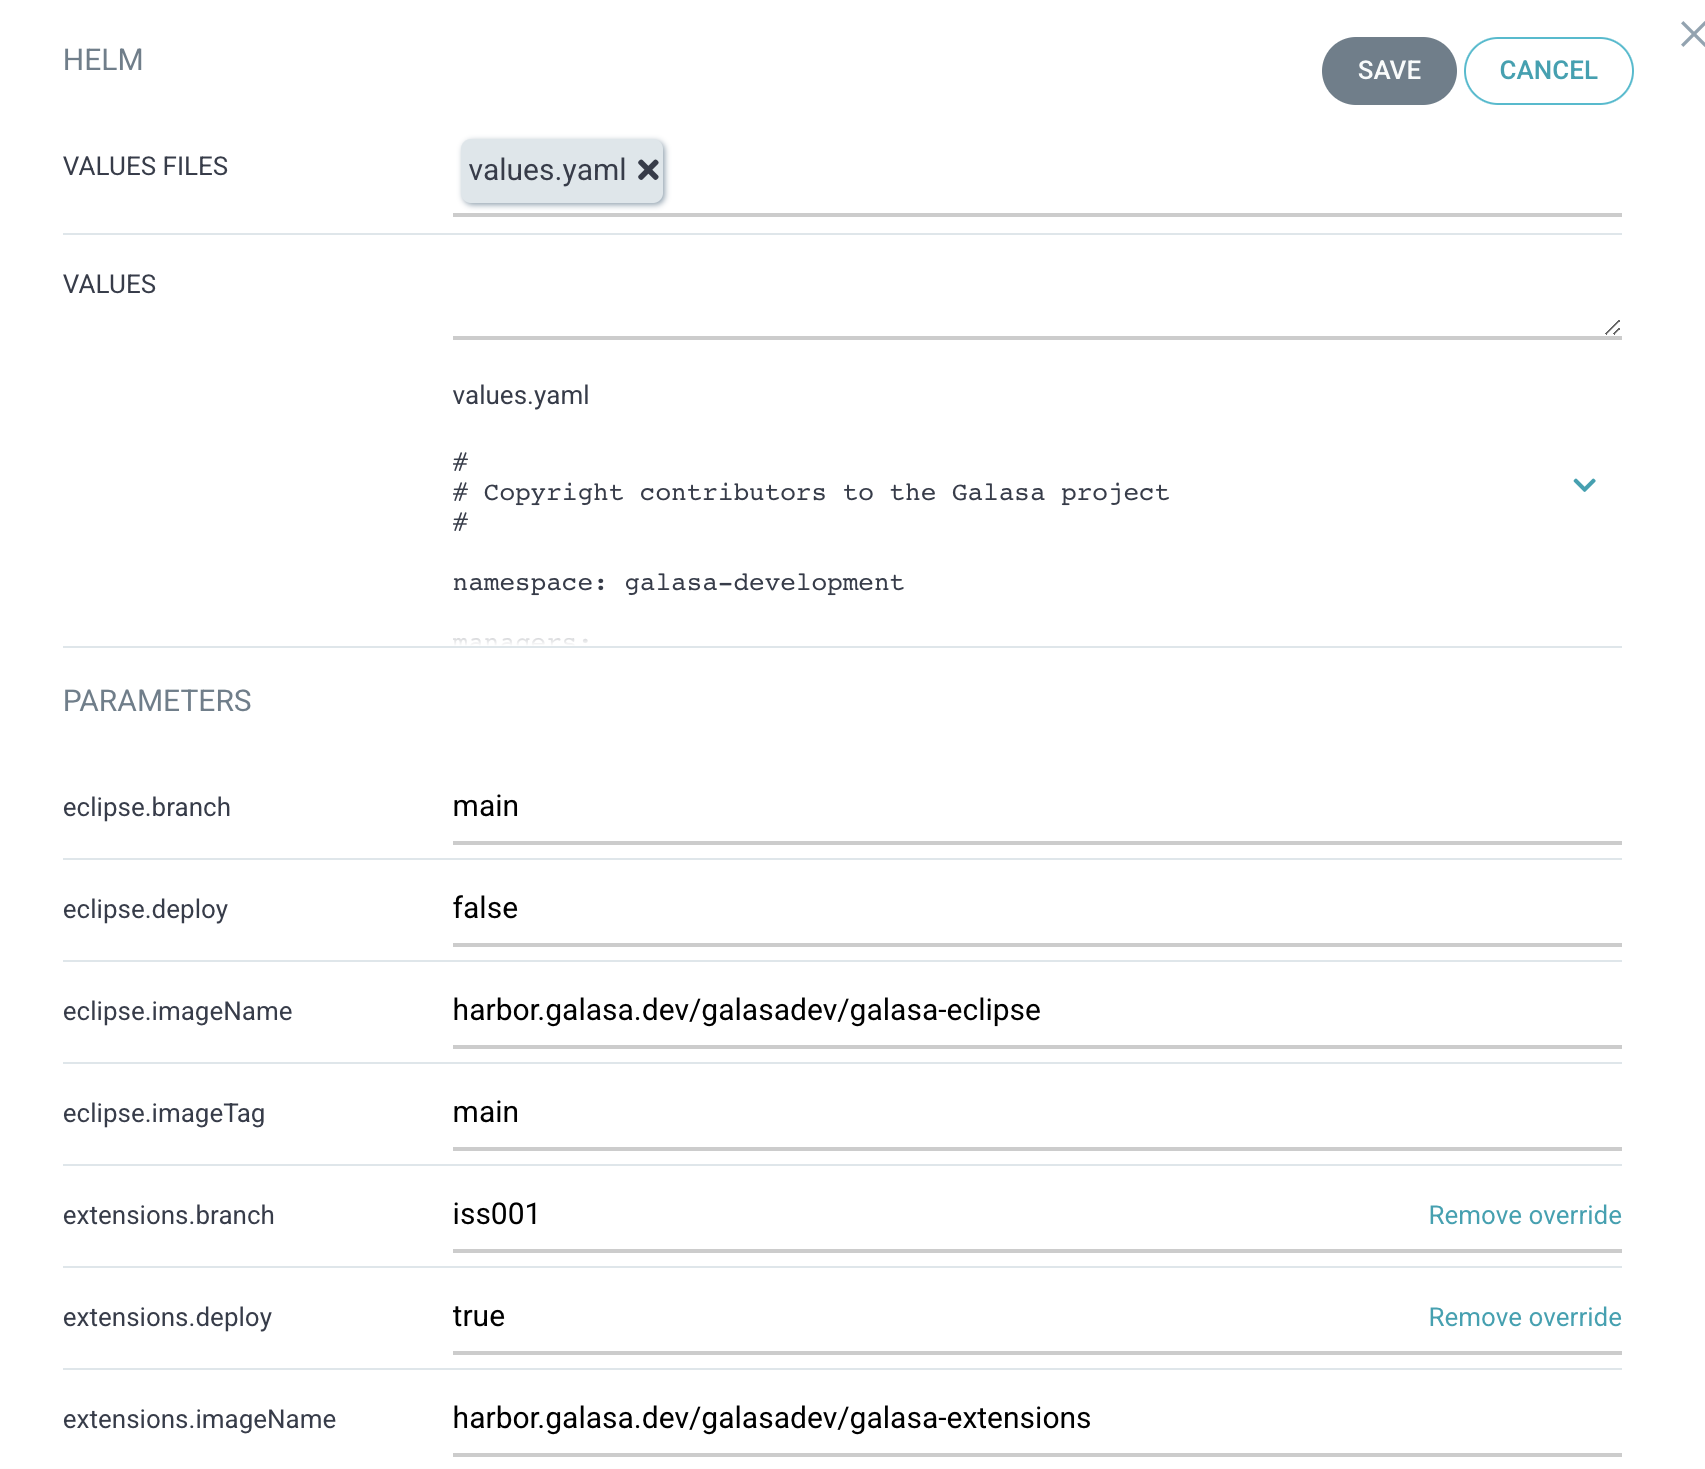 HELM
SAVE
CANCEL
VALUES FILES
values.yaml
VALUES
values.yaml
#
# Copyright contributors to the Galasa project
#
namespace: galasa-development
managers:
PARAMETERS
eclipse.branch
main
eclipse.deploy
false
eclipse.imageName
harbor.galasa.dev/galasadev/galasa-eclipse
eclipse.imageTag
main
extensions.branch
iss001
Remove override
extensions.deploy
true
Remove override
extensions.imageName
harbor.galasa.dev/galasadev/galasa-extensions